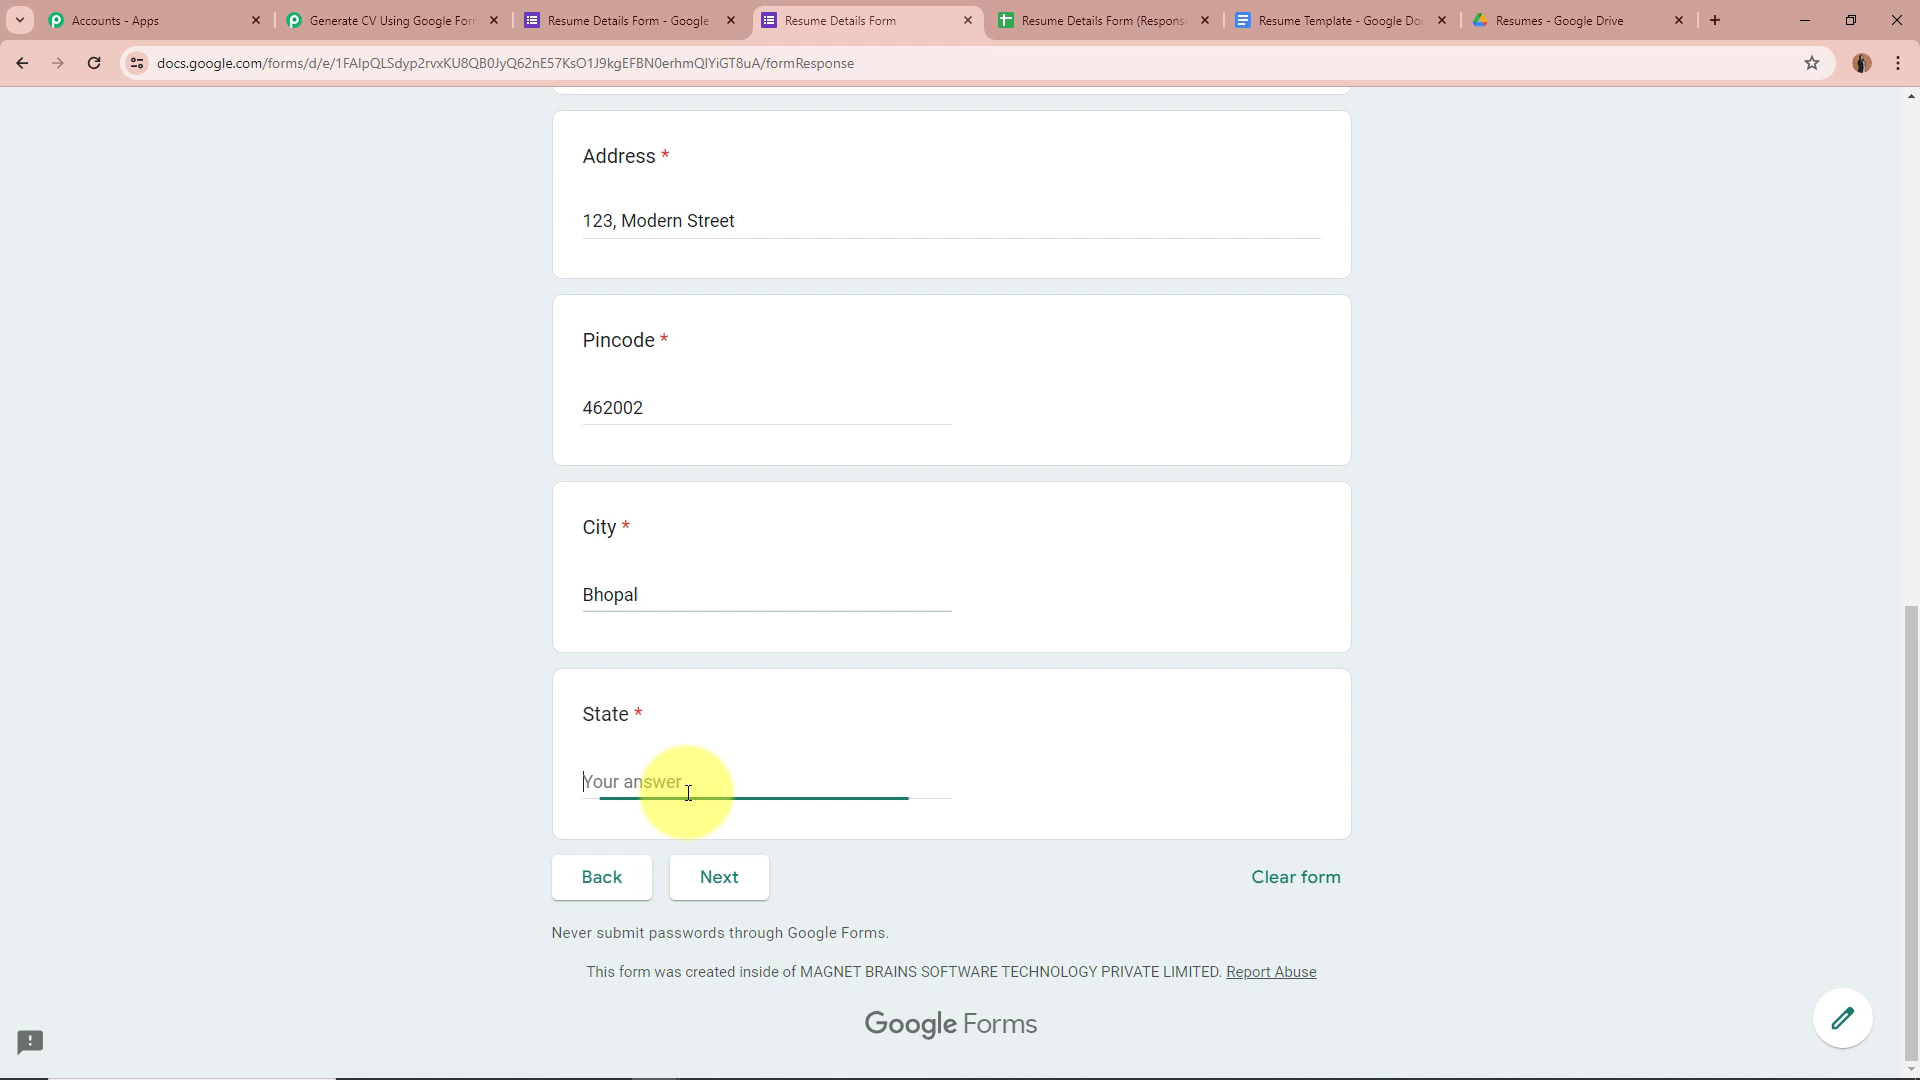 Accounts - Apps
Generate CV Using Google For
Resume Details Form - Google
Resume Details Form
Resume Details Form (Respons
Resume Template - Google Do
Resumes - Google Drive
docs.google.com/forms/d/e/1FAIpQLSdyp2rvxKU8QB0JyQ62nE57KsO1J9kgEFBN0erhmQIYiGT8uA/formResponse
Address *
123, Modern Street
Pincode *
462002
City *
Bhopal
State *
Your answer
Back
Next
Clear form
Never submit passwords through Google Forms.
This form was created inside of MAGNET BRAINS SOFTWARE TECHNOLOGY PRIVATE LIMITED. Report Abuse
Google Forms